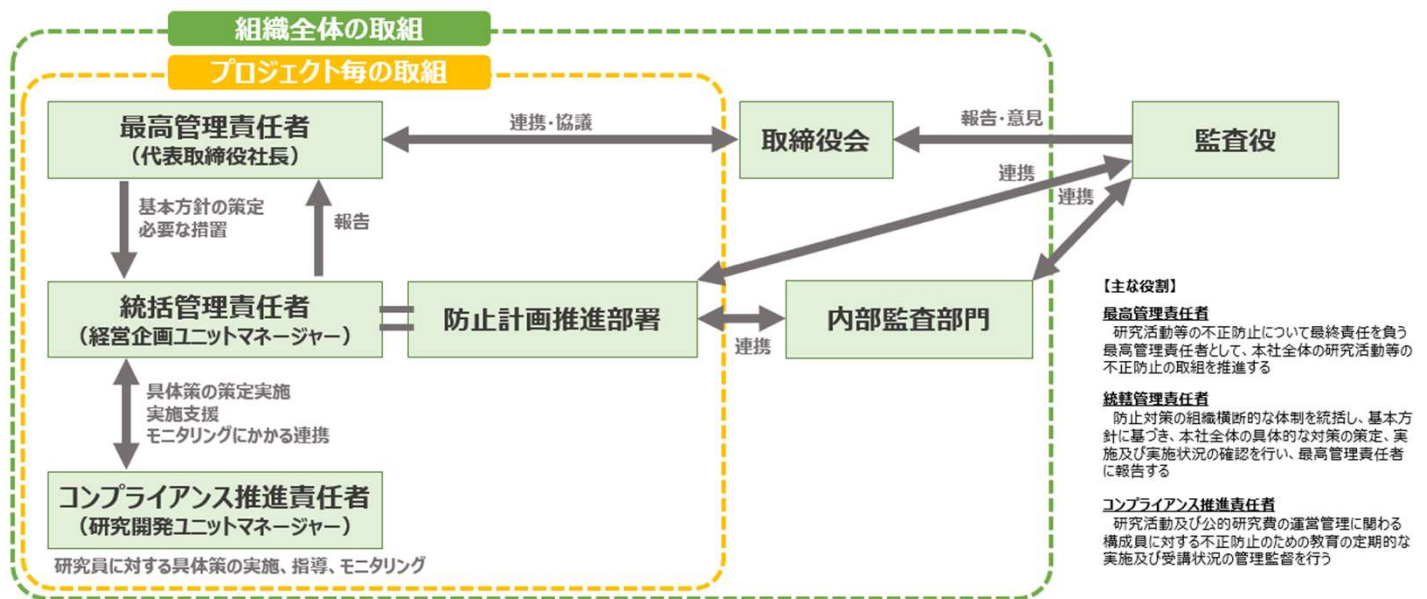 組織全体の取組
プロジェクト毎の取組
最高管理責任者
（代表取締役社長）
連携・協議
取締役会
報告・意見
監査役
連携
連携
基本方針の策定
必要な措置
報告
統括管理責任者
（経営企画ユニットマネージャー）
防止計画推進部署
連携
内部監査部門
具体策の策定実施
実施支援
モニタリングにかかる連携
コンプライアンス推進責任者
（研究開発ユニットマネージャー）
研究員に対する具体策の実施、指導、モニタリング
【主な役割】
最高管理責任者
研究活動等の不正防止について最終責任を負う
最高管理責任者として、本社全体の研究活動等の
不正防止の取組を推進する
統轄管理責任者
防止対策の組織横断的な体制を統括し、基本方
針に基づき、本社全体の具体的な対策の策定、実
施及び実施状況の確認を行い、最高管理責任者
に報告する
コンプライアンス推進責任者
研究活動及び公的研究費の運営管理に関わる
構成員に対する不正防止のための教育の定期的な
実施及び受講状況の管理監督を行う